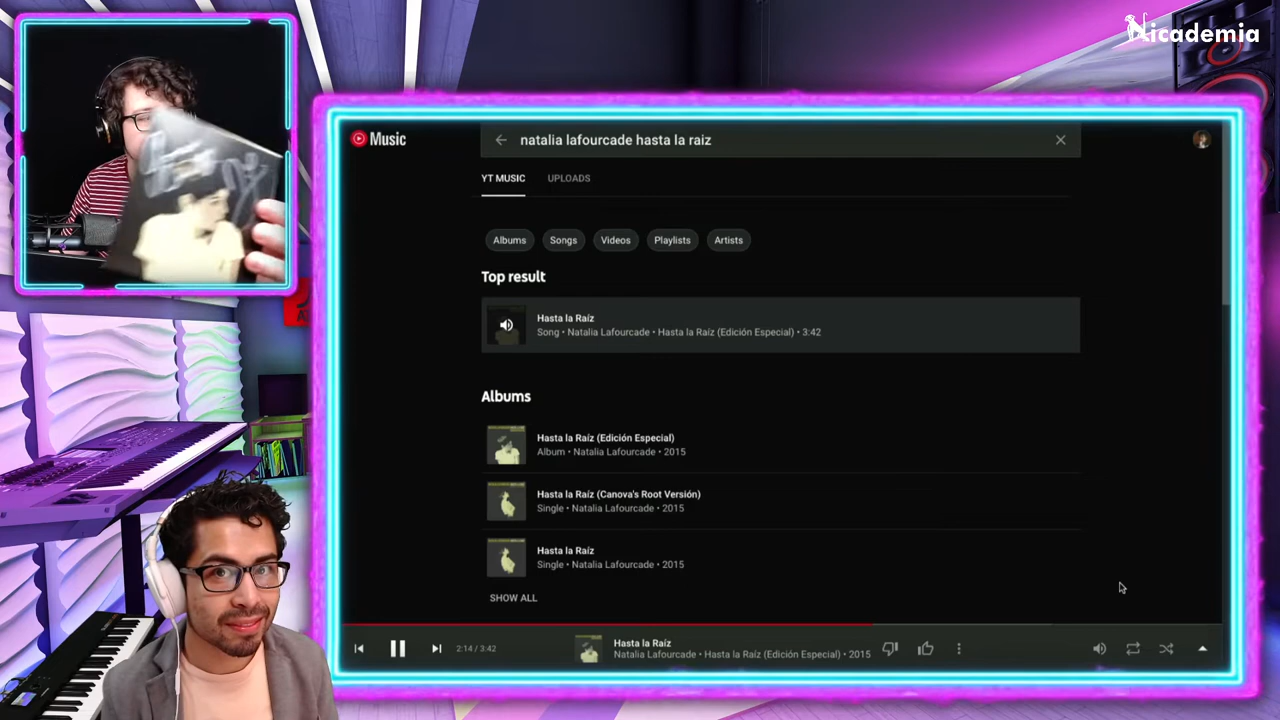 Nicademia
Music
natalia lafourcade hasta la raiz
YT MUSIC
UPLOADS
Albums
Songs
Videos
Playlists
Artists
Top result
Hasta la Raíz
Song • Natalia Lafourcade • Hasta la Raíz (Edición Especial) • 3:42
Albums
Hasta la Raíz (Edición Especial)
Album • Natalia Lafourcade • 2015
Hasta la Raíz (Canova's Root Versión)
Single • Natalia Lafourcade • 2015
Hasta la Raíz
Single • Natalia Lafourcade • 2015
SHOW ALL
2:14 / 3:42
Hasta la Raíz
Natalia Lafourcade • Hasta la Raíz (Edición Especial) • 2015